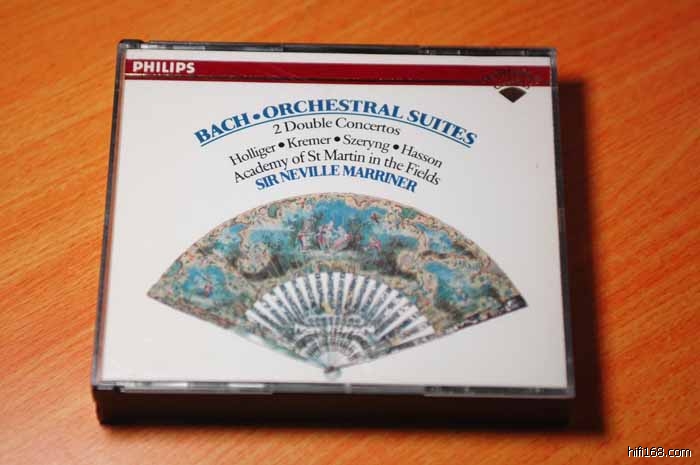 PHILIPS
BACH • ORCHESTRAL SUITES
2 Double Concertos
Holliger • Kremer • Szeryng • Hasson
Academy of St Martin in the Fields
SIR NEVILLE MARRINER
hifi168.com